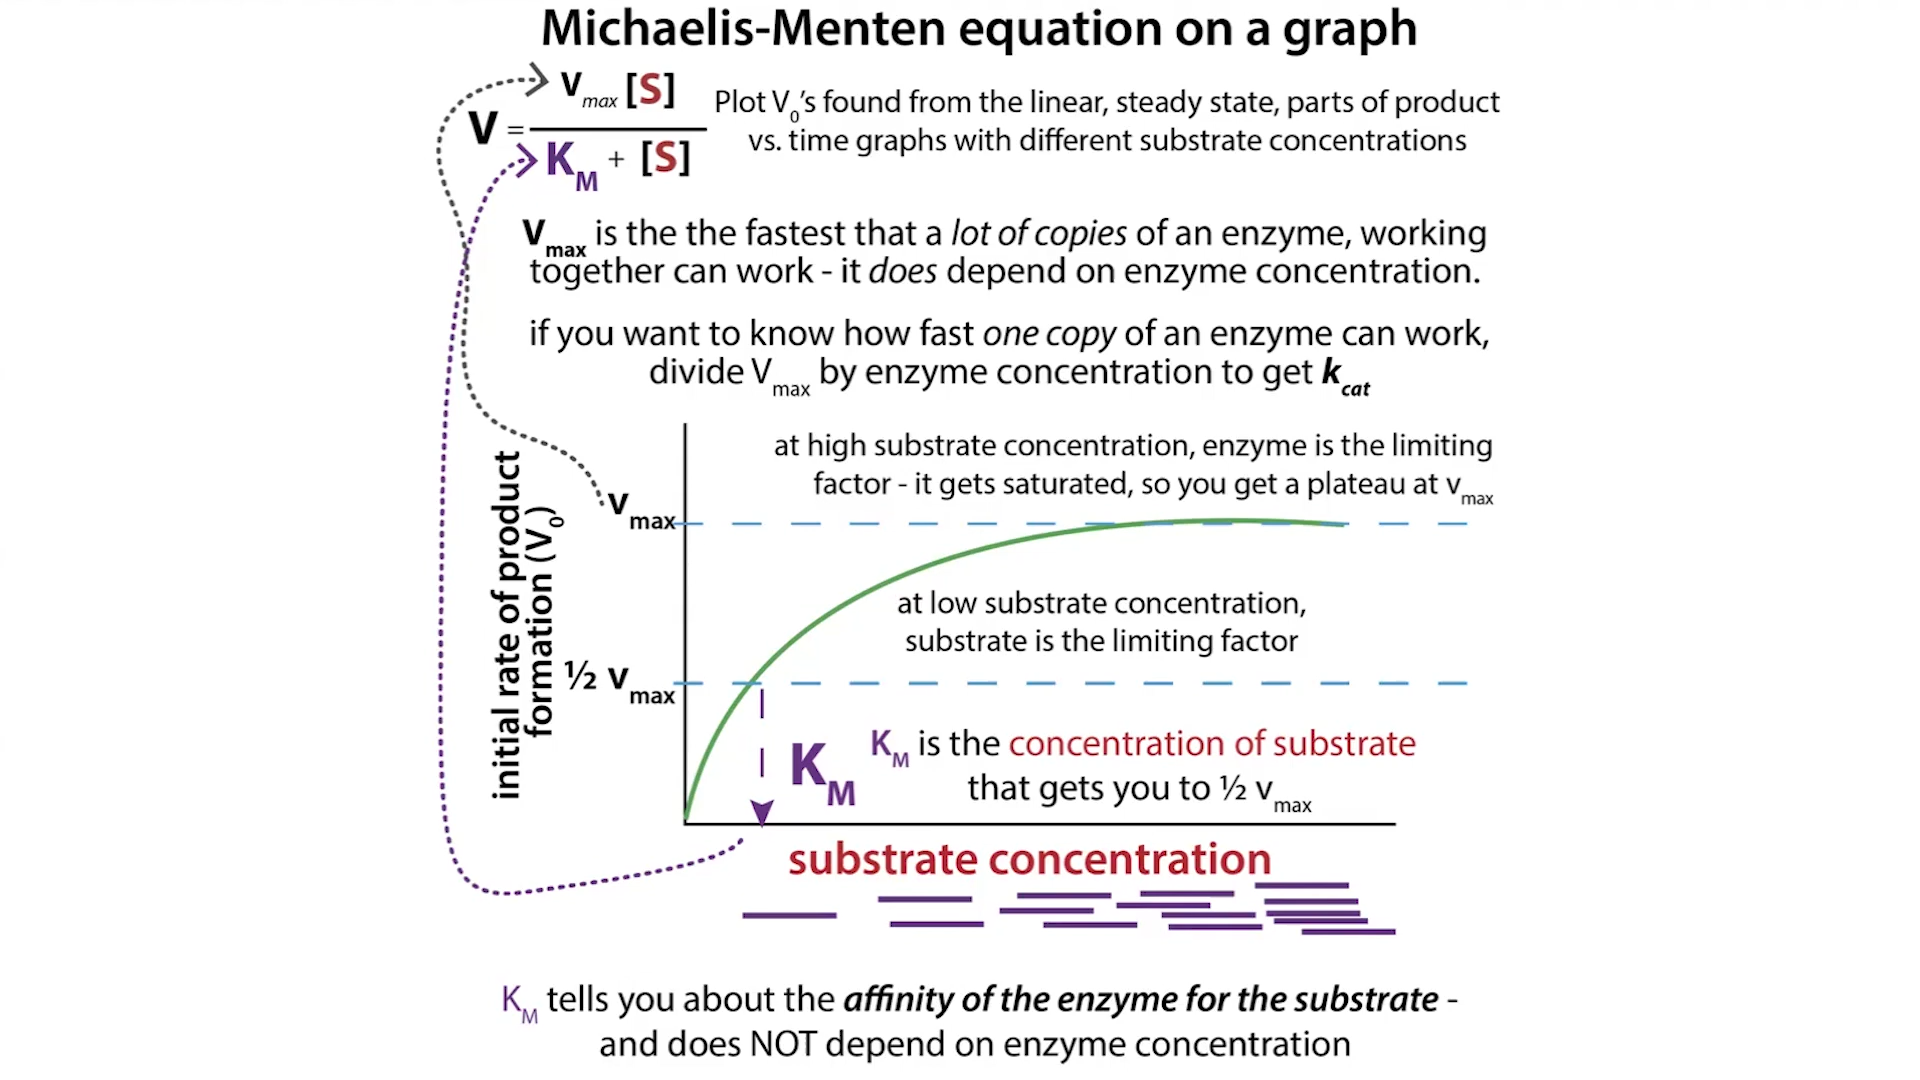 Michaelis-Menten equation on a graph
V = Vmax [S] / KM + [S]
Plot V0's found from the linear, steady state, parts of product
vs. time graphs with different substrate concentrations
Vmax is the the fastest that a lot of copies of an enzyme, working
together can work - it does depend on enzyme concentration.
if you want to know how fast one copy of an enzyme can work,
divide Vmax by enzyme concentration to get kcat
at high substrate concentration, enzyme is the limiting
factor - it gets saturated, so you get a plateau at vmax
initial rate of product
formation (V0)
vmax
at low substrate concentration,
substrate is the limiting factor
½ vmax
KM
KM is the concentration of substrate
that gets you to ½ vmax
substrate concentration
KM tells you about the affinity of the enzyme for the substrate -
and does NOT depend on enzyme concentration